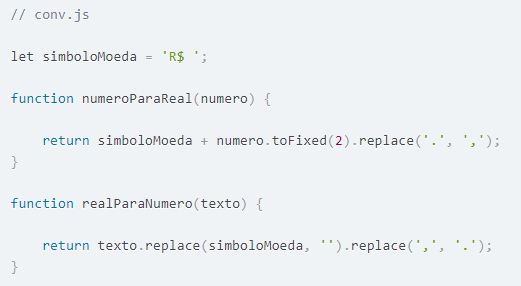 // conv.js
let simboloMoeda = 'R$ ';
function numeroParaReal(numero) {
    return simboloMoeda + numero.toFixed(2).replace('.', ',');
}
function realParaNumero(texto) {
    return texto.replace(simboloMoeda, '').replace(',', '.');
}